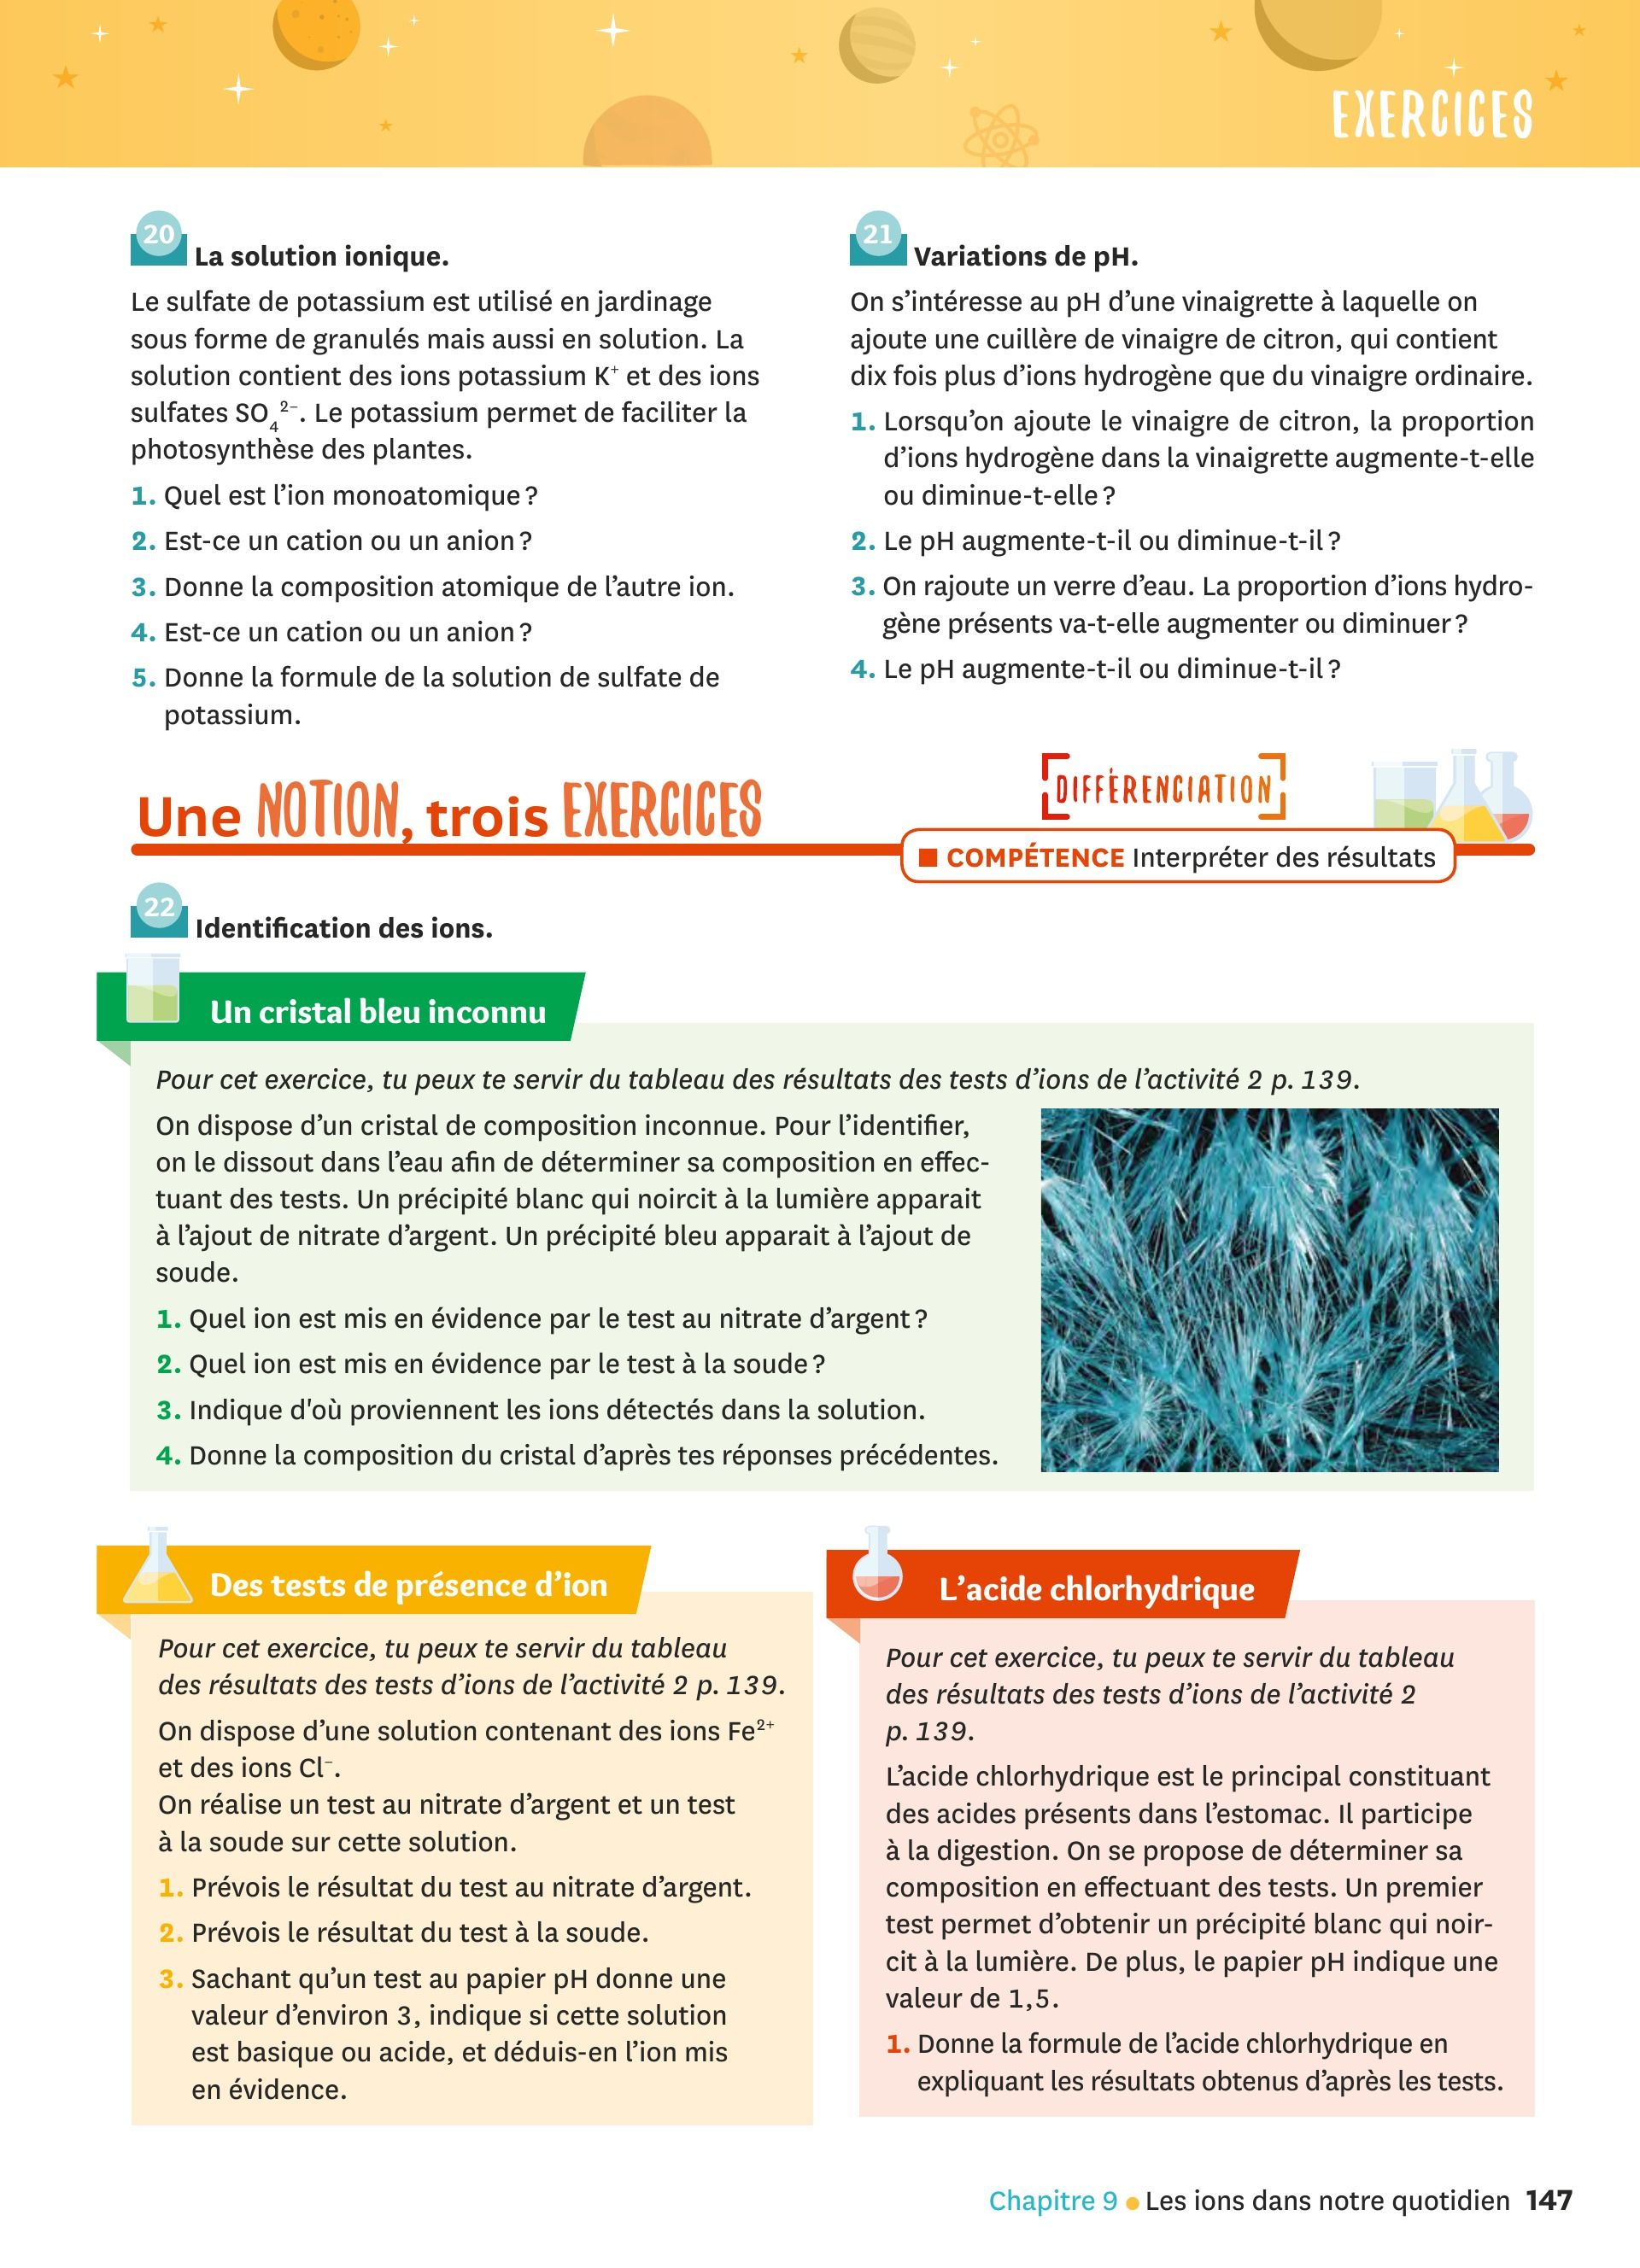 EXERCICES
20 La solution ionique.
Le sulfate de potassium est utilisé en jardinage
sous forme de granulés mais aussi en solution. La
solution contient des ions potassium K⁺ et des ions
sulfates SO₄²⁻. Le potassium permet de faciliter la
photosynthèse des plantes.
1. Quel est l’ion monoatomique ?
2. Est-ce un cation ou un anion ?
3. Donne la composition atomique de l’autre ion.
4. Est-ce un cation ou un anion ?
5. Donne la formule de la solution de sulfate de
potassium.
21 Variations de pH.
On s’intéresse au pH d’une vinaigrette à laquelle on
ajoute une cuillère de vinaigre de citron, qui contient
dix fois plus d’ions hydrogène que du vinaigre ordinaire.
1. Lorsqu’on ajoute le vinaigre de citron, la proportion
d’ions hydrogène dans la vinaigrette augmente-t-elle
ou diminue-t-elle ?
2. Le pH augmente-t-il ou diminue-t-il ?
3. On rajoute un verre d’eau. La proportion d’ions hydro-
gène présents va-t-elle augmenter ou diminuer ?
4. Le pH augmente-t-il ou diminue-t-il ?
Une NOTION, trois EXERCICES
DIFFÉRENCIATION
COMPÉTENCE Interpréter des résultats
22 Identification des ions.
Un cristal bleu inconnu
Pour cet exercice, tu peux te servir du tableau des résultats des tests d’ions de l’activité 2 p. 139.
On dispose d’un cristal de composition inconnue. Pour l’identifier,
on le dissout dans l’eau afin de déterminer sa composition en effec-
tuant des tests. Un précipité blanc qui noircit à la lumière apparait
à l’ajout de nitrate d’argent. Un précipité bleu apparait à l’ajout de
soude.
1. Quel ion est mis en évidence par le test au nitrate d’argent ?
2. Quel ion est mis en évidence par le test à la soude ?
3. Indique d'où proviennent les ions détectés dans la solution.
4. Donne la composition du cristal d’après tes réponses précédentes.
Des tests de présence d’ion
Pour cet exercice, tu peux te servir du tableau
des résultats des tests d’ions de l’activité 2 p. 139.
On dispose d’une solution contenant des ions Fe²⁺
et des ions Cl⁻.
On réalise un test au nitrate d’argent et un test
à la soude sur cette solution.
1. Prévois le résultat du test au nitrate d’argent.
2. Prévois le résultat du test à la soude.
3. Sachant qu’un test au papier pH donne une
valeur d’environ 3, indique si cette solution
est basique ou acide, et déduis-en l’ion mis
en évidence.
L’acide chlorhydrique
Pour cet exercice, tu peux te servir du tableau
des résultats des tests d’ions de l’activité 2
p. 139.
L’acide chlorhydrique est le principal constituant
des acides présents dans l’estomac. Il participe
à la digestion. On se propose de déterminer sa
composition en effectuant des tests. Un premier
test permet d’obtenir un précipité blanc qui noir-
cit à la lumière. De plus, le papier pH indique une
valeur de 1,5.
1. Donne la formule de l’acide chlorhydrique en
expliquant les résultats obtenus d’après les tests.
Chapitre 9 • Les ions dans notre quotidien 147